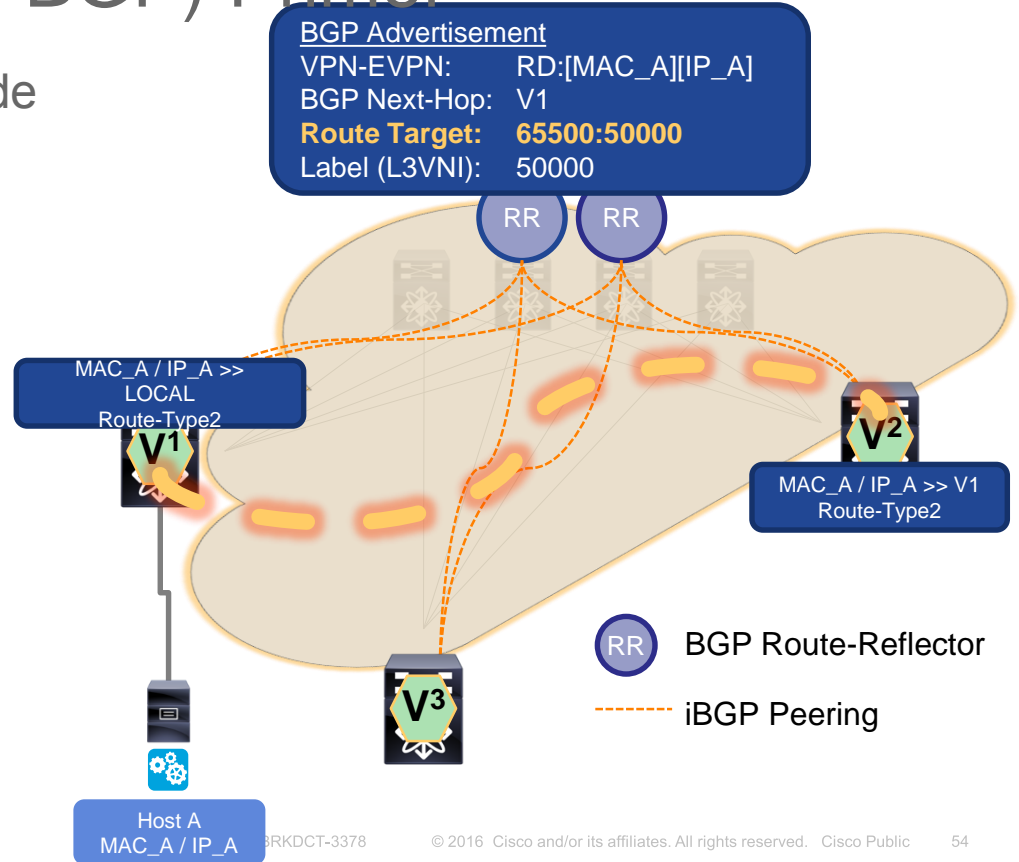 BGP Advertisement
VPN-EVPN: RD:[MAC_A][IP_A]
BGP Next-Hop: V1
Route Target: 65500:50000
Label (L3VNI): 50000
RR RR
MAC_A / IP_A >>
LOCAL
Route-Type2
V1
V2
MAC_A / IP_A >> V1
Route-Type2
V3
RR BGP Route-Reflector
iBGP Peering
Host A
MAC_A / IP_A
BRKDCT-3378 © 2016 Cisco and/or its affiliates. All rights reserved. Cisco Public 54